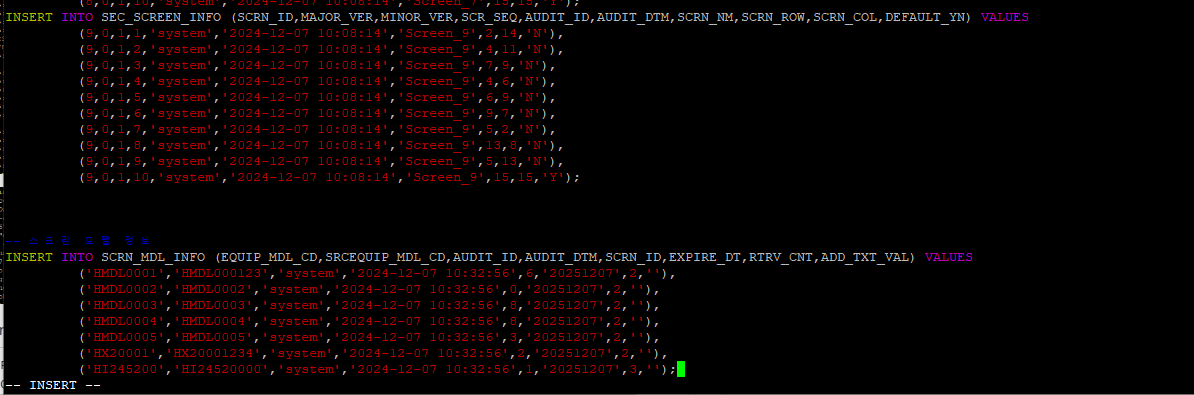 (8,0,1,10,'system','2024-12-07 10:08:14','Screen_7',15,15,'Y');
INSERT INTO SEC_SCREEN_INFO (SCRN_ID,MAJOR_VER,MINOR_VER,SCR_SEQ,AUDIT_ID,AUDIT_DTM,SCRN_NM,SCRN_ROW,SCRN_COL,DEFAULT_YN) VALUES
(9,0,1,1,'system','2024-12-07 10:08:14','Screen_9',2,14,'N'),
(9,0,1,2,'system','2024-12-07 10:08:14','Screen_9',4,11,'N'),
(9,0,1,3,'system','2024-12-07 10:08:14','Screen_9',7,9,'N'),
(9,0,1,4,'system','2024-12-07 10:08:14','Screen_9',4,6,'N'),
(9,0,1,5,'system','2024-12-07 10:08:14','Screen_9',6,9,'N'),
(9,0,1,6,'system','2024-12-07 10:08:14','Screen_9',9,7,'N'),
(9,0,1,7,'system','2024-12-07 10:08:14','Screen_9',5,2,'N'),
(9,0,1,8,'system','2024-12-07 10:08:14','Screen_9',13,8,'N'),
(9,0,1,9,'system','2024-12-07 10:08:14','Screen_9',5,13,'N'),
(9,0,1,10,'system','2024-12-07 10:08:14','Screen_9',15,15,'Y');
INSERT INTO SCRN_MDL_INFO (EQUIP_MDL_CD,SRCEQUIP_MDL_CD,AUDIT_ID,AUDIT_DTM,SCRN_ID,EXPIRE_DT,RTRV_CNT,ADD_TXT_VAL) VALUES
('HMDL0001','HMDL000123','system','2024-12-07 10:32:56',6,'20251207',2,''),
('HMDL0002','HMDL0002','system','2024-12-07 10:32:56',0,'20251207',2,''),
('HMDL0003','HMDL0003','system','2024-12-07 10:32:56',8,'20251207',2,''),
('HMDL0004','HMDL0004','system','2024-12-07 10:32:56',8,'20251207',2,''),
('HMDL0005','HMDL0005','system','2024-12-07 10:32:56',3,'20251207',2,''),
('HX20001','HX20001234','system','2024-12-07 10:32:56',2,'20251207',2,''),
('HI245200','HI24520000','system','2024-12-07 10:32:56',1,'20251207',3,'');
-- INSERT --